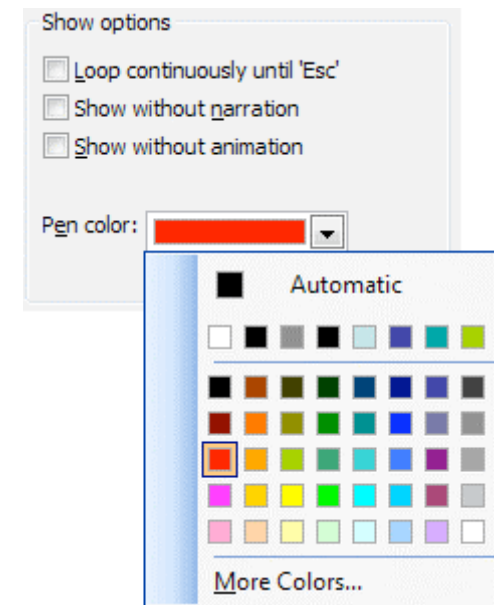 Show options
Loop continuously until 'Esc'
Show without narration
Show without animation
Pen color:
Automatic
More Colors...